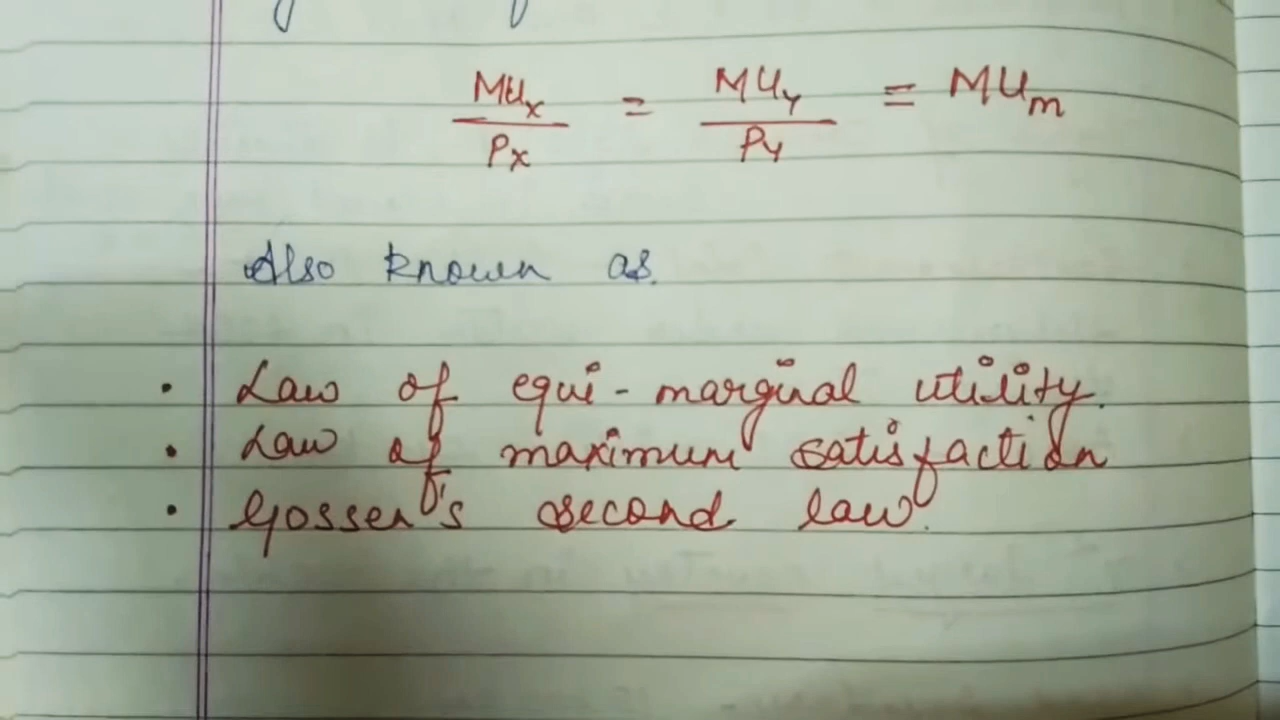 MUx/Px = MUy/Py = MUm
Also known as.
• Law of equi-marginal utility.
• Law of maximum satisfaction
• Gossen's second law.